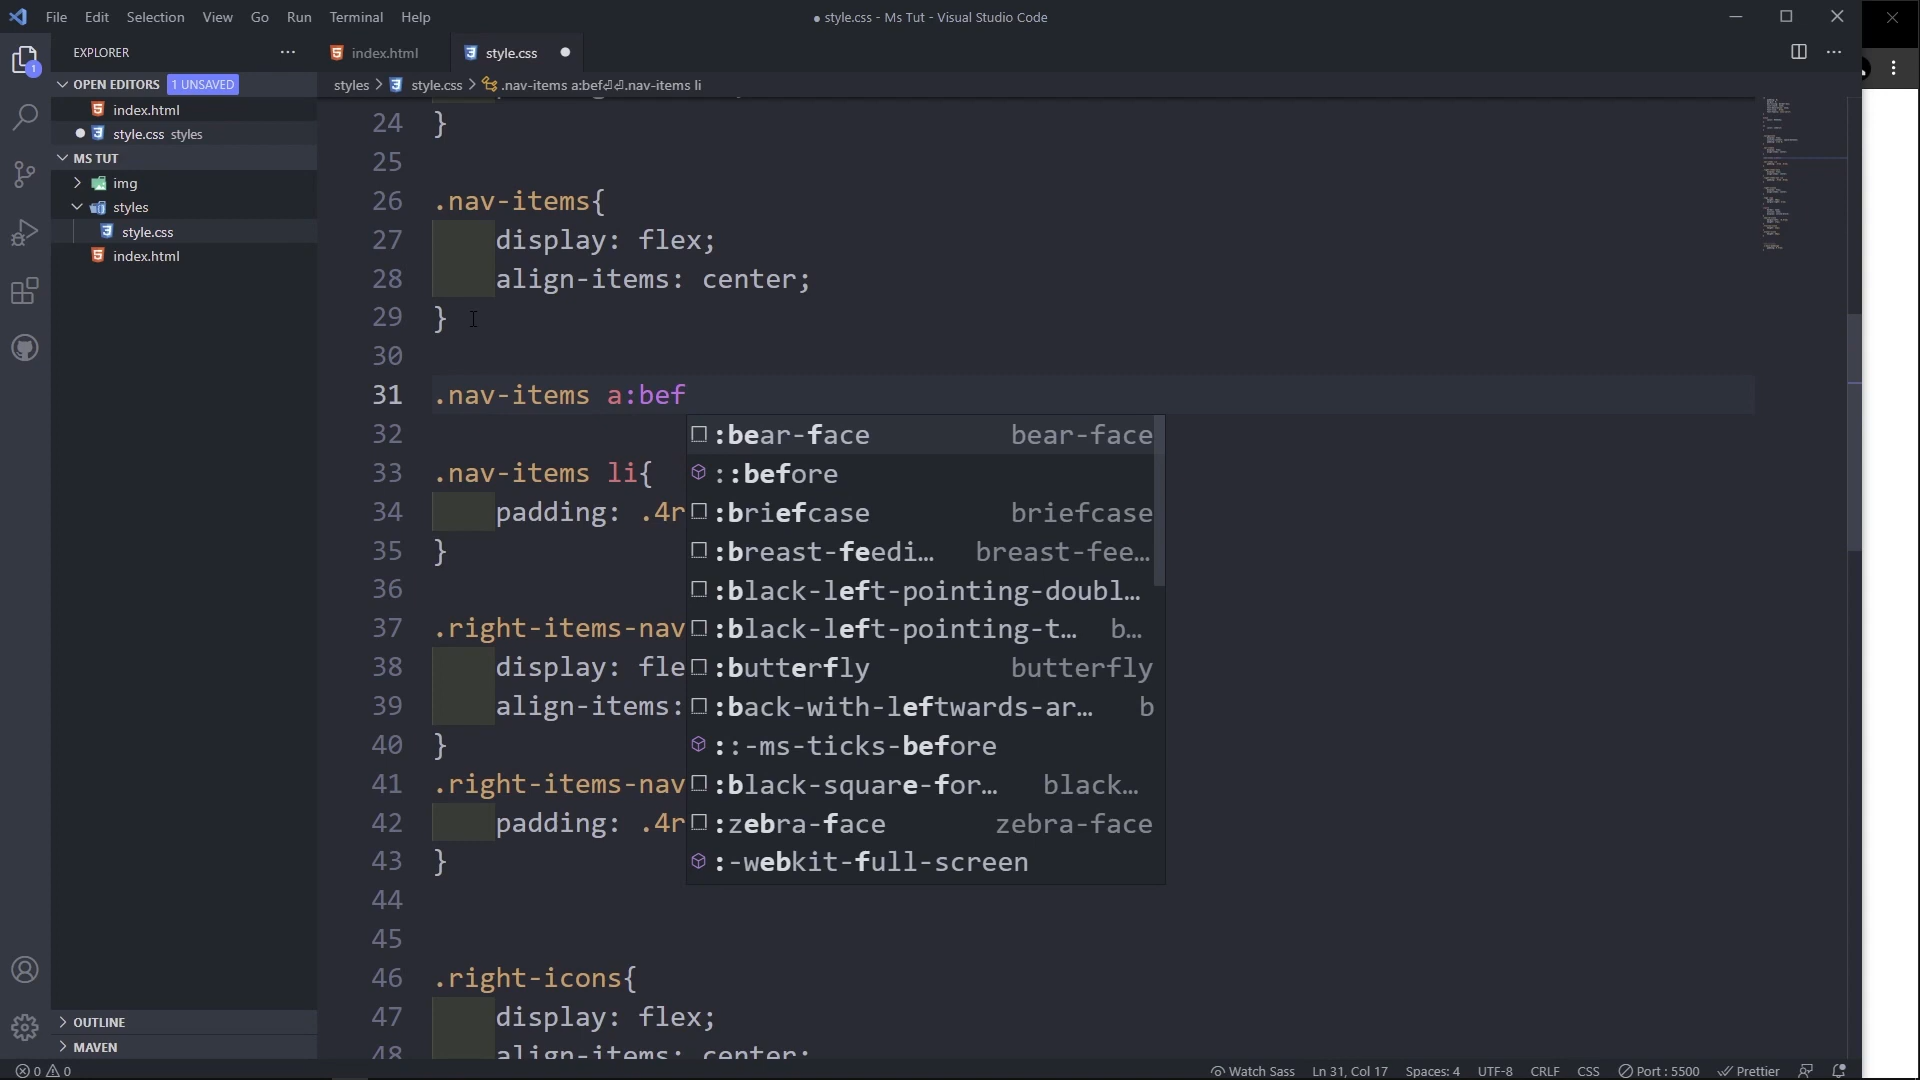 File Edit Selection View Go Run Terminal Help
● style.css - Ms Tut - Visual Studio Code
EXPLORER
index.html
style.css
OPEN EDITORS 1 UNSAVED
index.html
style.css styles
MS TUT
img
styles
style.css
index.html
OUTLINE
MAVEN
styles > style.css > .nav-items a:bef⏎⏎.nav-items li
24 }
25
26 .nav-items{
27 display: flex;
28 align-items: center;
29 }
30
31 .nav-items a:bef
32
33 .nav-items li{
34 padding: .4r
35 }
36
37 .right-items-nav
38 display: fle
39 align-items:
40 }
41 .right-items-nav
42 padding: .4r
43 }
44
45
46 .right-icons{
47 display: flex;
48 align-items: center;
:bear-face bear-face
::before
:briefcase briefcase
:breast-feedi… breast-fee…
:black-left-pointing-doubl…
:black-left-pointing-t… b…
:butterfly butterfly
:back-with-leftwards-ar… b
::-ms-ticks-before
:black-square-for… black…
:zebra-face zebra-face
:-webkit-full-screen
1
0 0
Watch Sass Ln 31, Col 17 Spaces: 4 UTF-8 CRLF CSS Port : 5500 Prettier